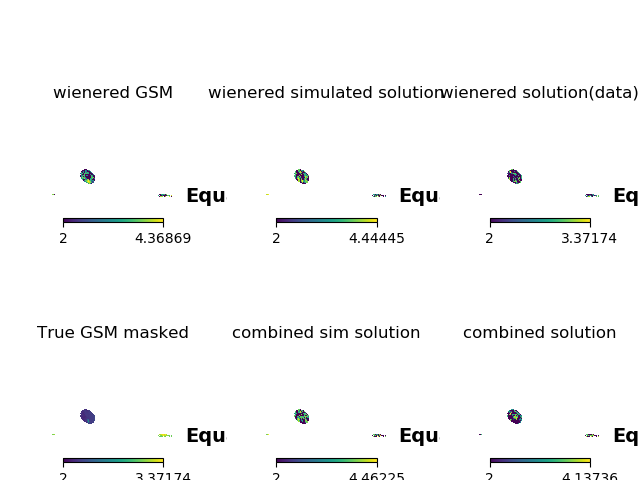 wienered GSM wienered simulated solution wienered solution(data)
Equ Equ Eq
2 4.36869 2 4.44445 2 3.37174
True GSM masked combined sim solution combined solution
Equ Equ Eq
2 3.37174 2 4.46225 2 4.13736